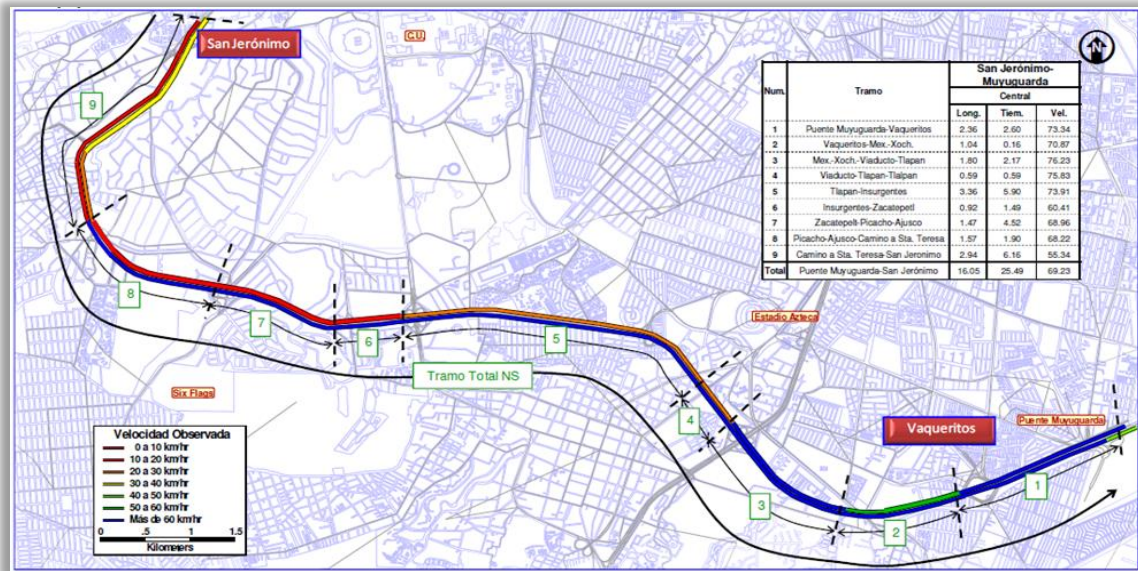 San Jerónimo
C.U
N
San Jerónimo-
Muyuguarda
Num.
Tramo
Central
Long. Tiem. Vel.
1 Puente Muyuguarda-Vaqueritos 2.36 2.60 73.34
2 Vaqueritos-Mex.-Xoch. 1.04 0.16 70.87
3 Mex.-Xoch.-Viaducto-Tlapan 1.80 2.17 76.23
4 Viaducto-Tlapan-Tlalpan 0.59 0.59 75.83
5 Tlapan-Insurgentes 3.36 5.90 73.91
6 Insurgentes-Zacatepetl 0.92 1.49 60.41
7 Zacatepelt-Picacho-Ajusco 1.47 4.52 68.96
8 Picacho-Ajusco-Camino a Sta. Teresa 1.57 1.90 68.22
9 Camino a Sta. Teresa-San Jeronimo 2.94 6.16 55.34
Total Puente Muyuguarda-San Jerónimo 16.05 25.49 69.23
9
8
7
6
5
Estadio Azteca
Tramo Total NS
Six Flags
4
Vaqueritos
Puente Muyuguarda
1
3
2
Velocidad Observada
0 a 10 km/hr
10 a 20 km/hr
20 a 30 km/hr
30 a 40 km/hr
40 a 50 km/hr
50 a 60 km/hr
Más de 60 km/hr
0 .5 1 1.5
Kilometers